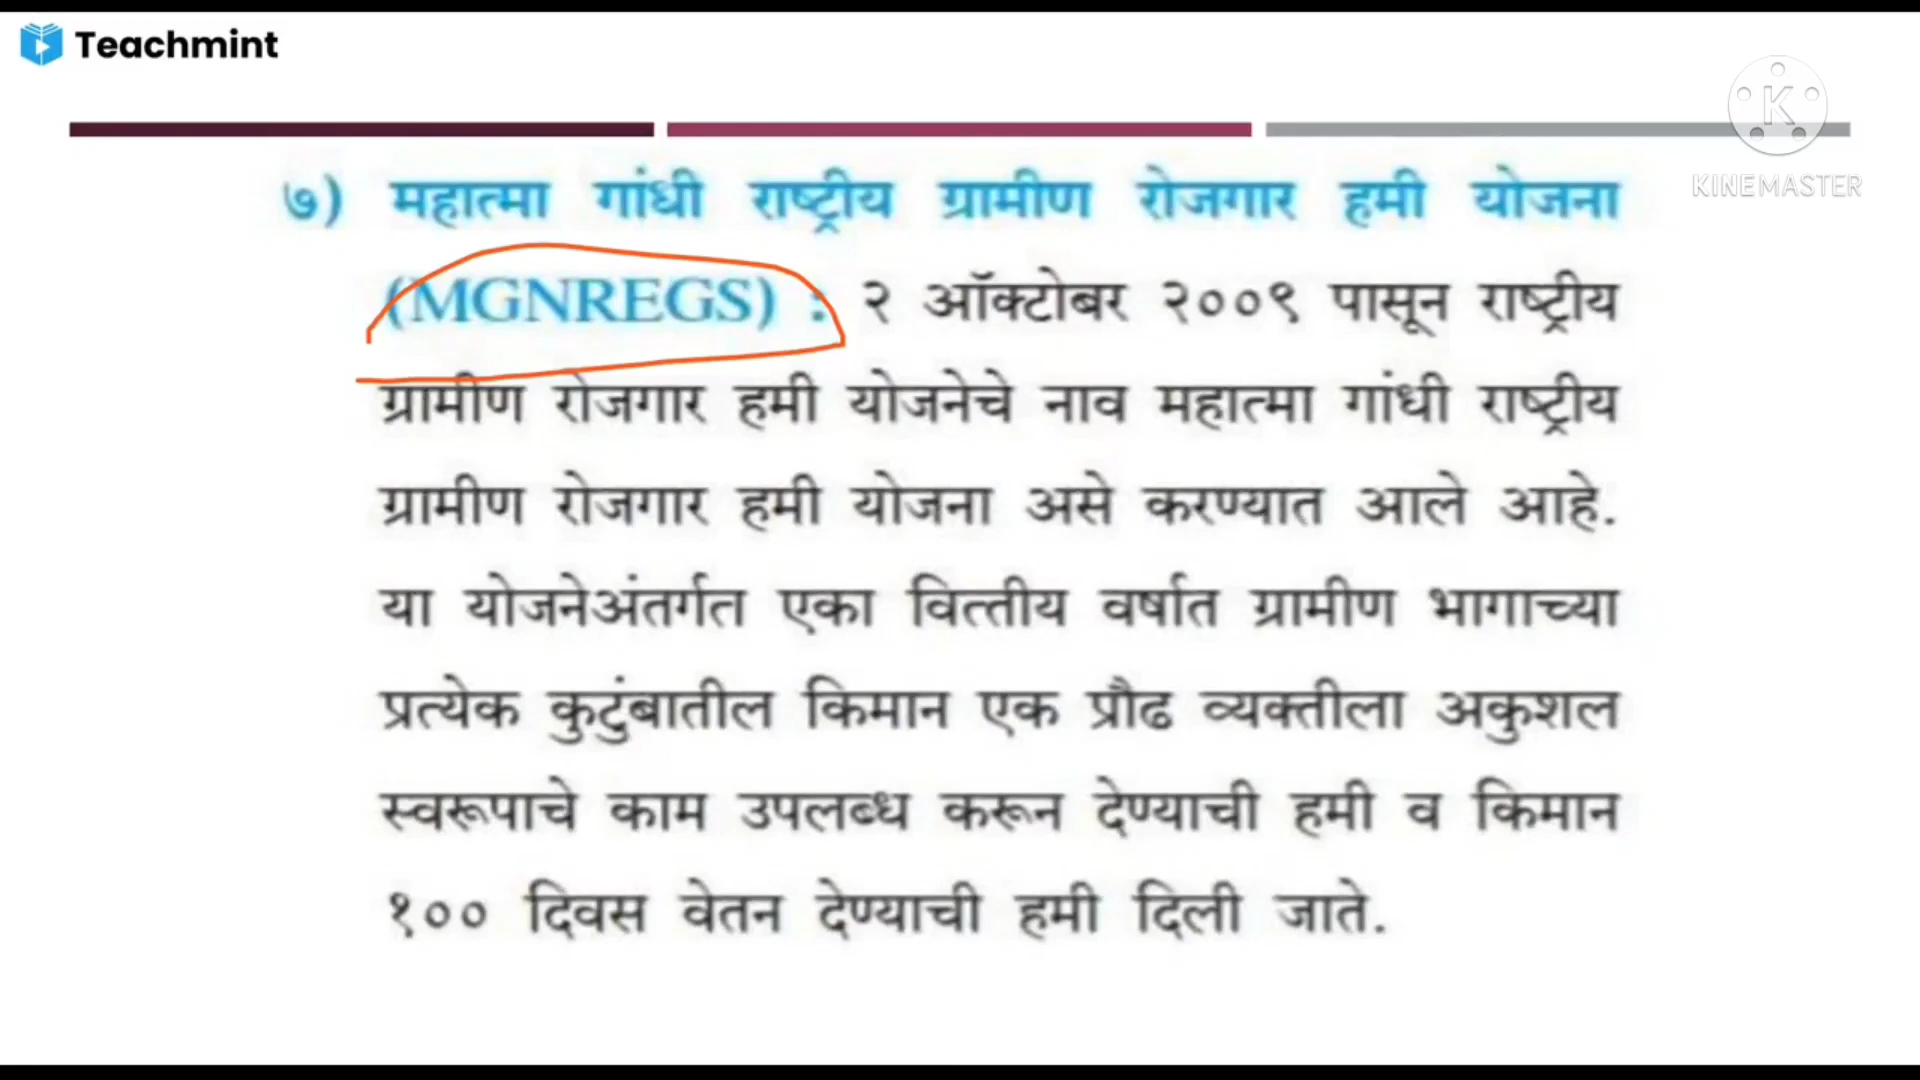 Teachmint
KINEMASTER
७) महात्मा गांधी राष्ट्रीय ग्रामीण रोजगार हमी योजना
(MGNREGS) : २ ऑक्टोबर २००९ पासून राष्ट्रीय
ग्रामीण रोजगार हमी योजनेचे नाव महात्मा गांधी राष्ट्रीय
ग्रामीण रोजगार हमी योजना असे करण्यात आले आहे.
या योजनेअंतर्गत एका वित्तीय वर्षात ग्रामीण भागाच्या
प्रत्येक कुटुंबातील किमान एक प्रौढ व्यक्तीला अकुशल
स्वरूपाचे काम उपलब्ध करून देण्याची हमी व किमान
१०० दिवस वेतन देण्याची हमी दिली जाते.